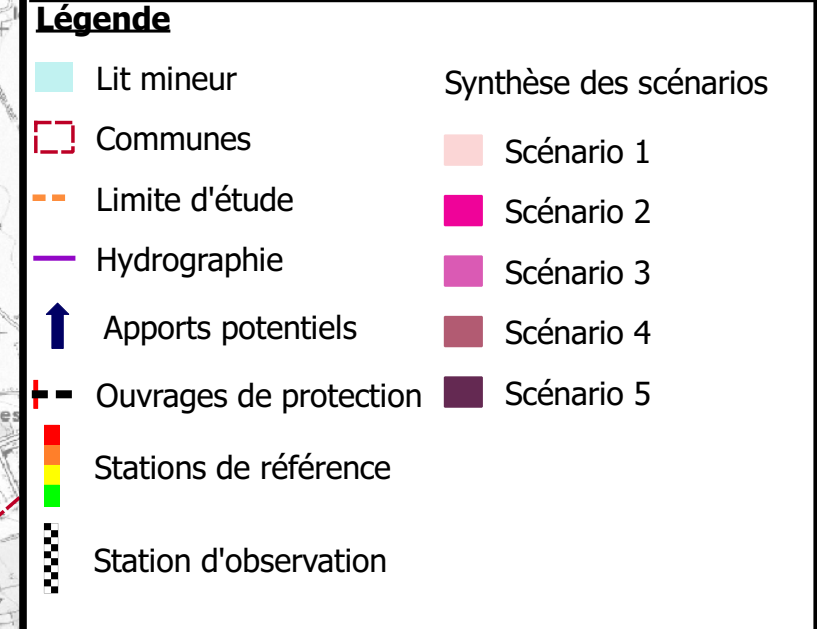 Légende
Lit mineur
Communes
Limite d'étude
Hydrographie
Apports potentiels
Ouvrages de protection
Stations de référence
Station d'observation
Synthèse des scénarios
Scénario 1
Scénario 2
Scénario 3
Scénario 4
Scénario 5
es